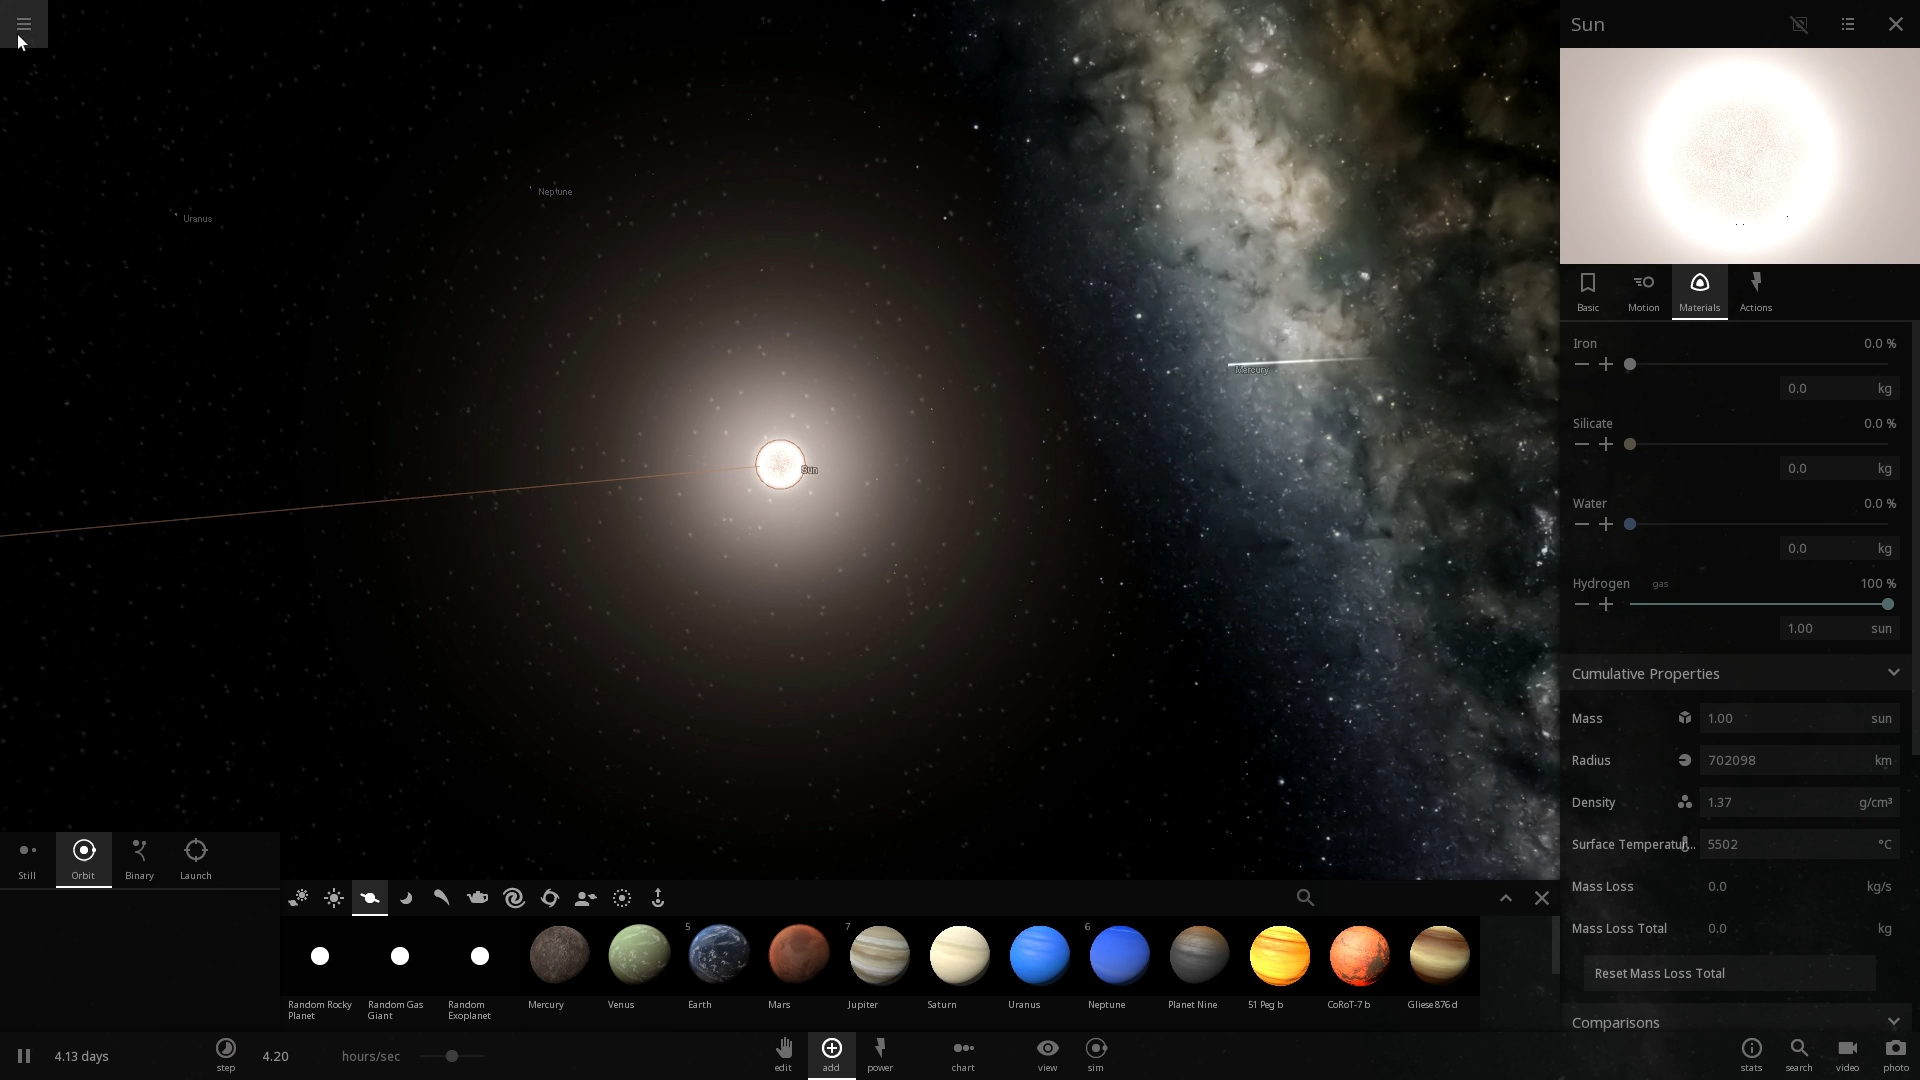 Sun
Neptune
Uranus
Mercury
Sun
Basic
Motion
Materials
Actions
Iron
0.0 %
0.0 kg
Silicate
0.0 %
0.0 kg
Water
0.0 %
0.0 kg
Hydrogen gas 100 %
1.00 sun
Cumulative Properties
Mass 1.00 sun
Radius 702098 km
Density 1.37 g/cm³
Surface Temperatur... 5502 °C
Mass Loss 0.0 kg/s
Mass Loss Total 0.0 kg
Reset Mass Loss Total
Comparisons
Still
Orbit
Binary
Launch
5
7
6
Random Rocky
Planet
Random Gas
Giant
Random
Exoplanet
Mercury
Venus
Earth
Mars
Jupiter
Saturn
Uranus
Neptune
Planet Nine
51 Peg b
CoRoT-7 b
Gliese 876 d
4.13 days
step
4.20 hours/sec
edit
add
power
chart
view
sim
stats
search
video
photo